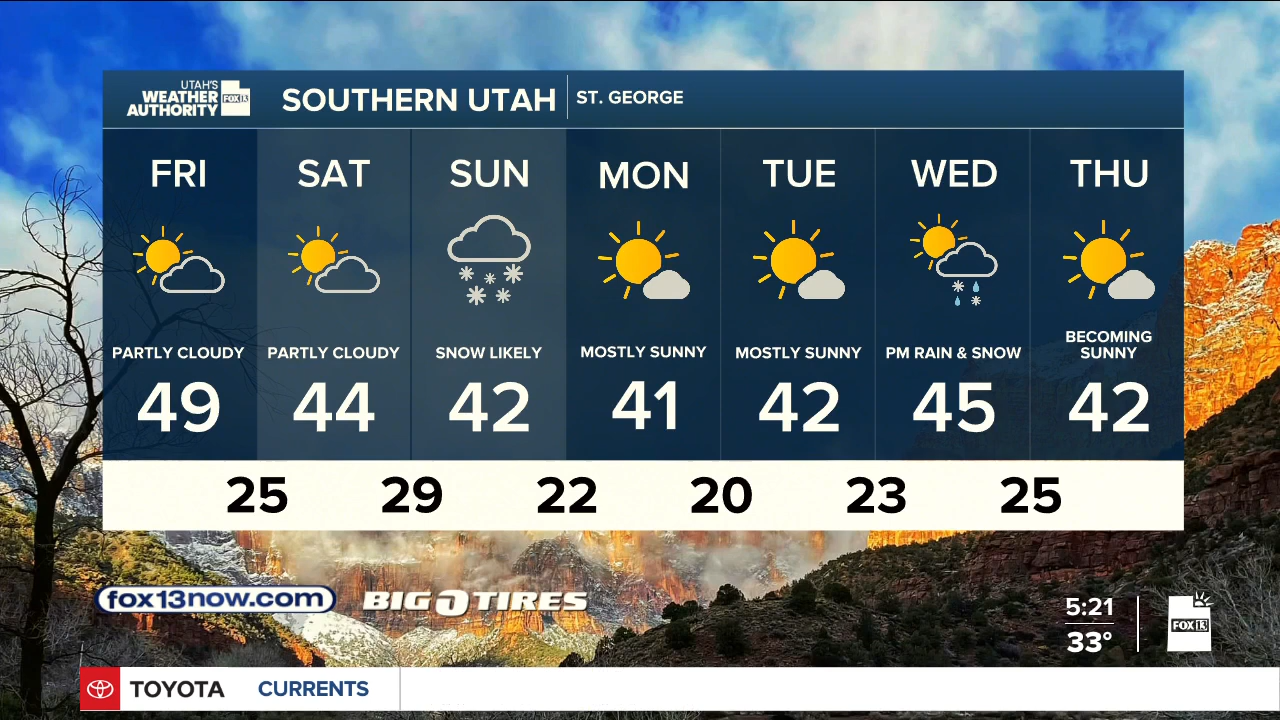 UTAH'S
WEATHER
AUTHORITY
FOX 13
SOUTHERN UTAH
ST. GEORGE
FRI SAT SUN MON TUE WED THU
PARTLY CLOUDY PARTLY CLOUDY SNOW LIKELY MOSTLY SUNNY MOSTLY SUNNY PM RAIN & SNOW BECOMING SUNNY
49 44 42 41 42 45 42
25 29 22 20 23 25
fox13now.com
BIG O TIRES
5:21
33°
FOX 13
TOYOTA CURRENTS